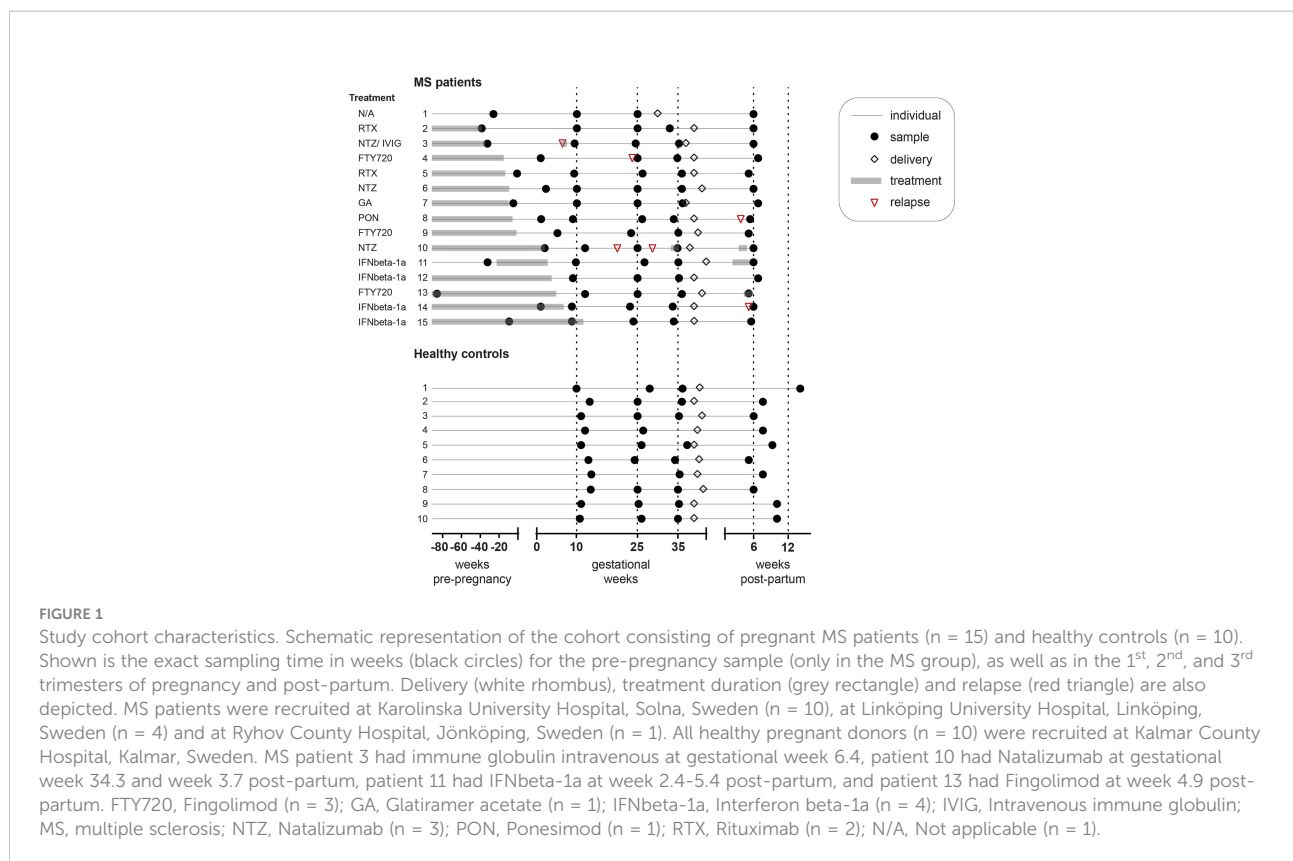 MS patients
Treatment
N/A 1
RTX 2
NTZ/ IVIG 3
FTY720 4
RTX 5
NTZ 6
GA 7
PON 8
FTY720 9
NTZ 10
IFNbeta-1a 11
IFNbeta-1a 12
FTY720 13
IFNbeta-1a 14
IFNbeta-1a 15
individual
sample
delivery
treatment
relapse
Healthy controls
1
2
3
4
5
6
7
8
9
10
-80 -60 -40 -20 0 10 25 35 6 12
weeks gestational weeks
pre-pregnancy weeks post-partum
FIGURE 1
Study cohort characteristics. Schematic representation of the cohort consisting of pregnant MS patients (n = 15) and healthy controls (n = 10).
Shown is the exact sampling time in weeks (black circles) for the pre-pregnancy sample (only in the MS group), as well as in the 1st, 2nd, and 3rd
trimesters of pregnancy and post-partum. Delivery (white rhombus), treatment duration (grey rectangle) and relapse (red triangle) are also
depicted. MS patients were recruited at Karolinska University Hospital, Solna, Sweden (n = 10), at Linköping University Hospital, Linköping,
Sweden (n = 4) and at Ryhov County Hospital, Jönköping, Sweden (n = 1). All healthy pregnant donors (n = 10) were recruited at Kalmar County
Hospital, Kalmar, Sweden. MS patient 3 had immune globulin intravenous at gestational week 6.4, patient 10 had Natalizumab at gestational
week 34.3 and week 3.7 post-partum, patient 11 had IFNbeta-1a at week 2.4-5.4 post-partum, and patient 13 had Fingolimod at week 4.9 post-
partum. FTY720, Fingolimod (n = 3); GA, Glatiramer acetate (n = 1); IFNbeta-1a, Interferon beta-1a (n = 4); IVIG, Intravenous immune globulin;
MS, multiple sclerosis; NTZ, Natalizumab (n = 3); PON, Ponesimod (n = 1); RTX, Rituximab (n = 2); N/A, Not applicable (n = 1).